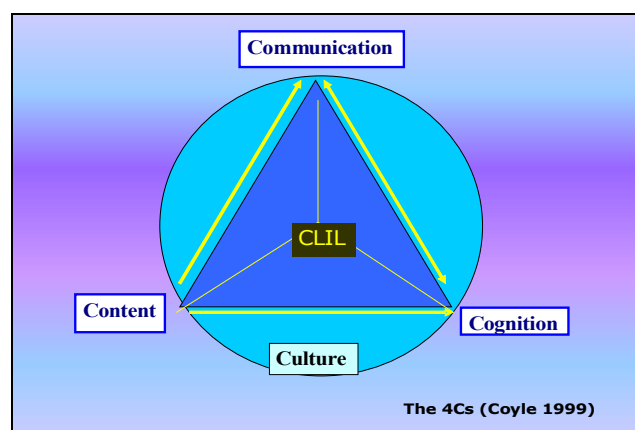 Communication
CLIL
Content
Cognition
Culture
The 4Cs (Coyle 1999)